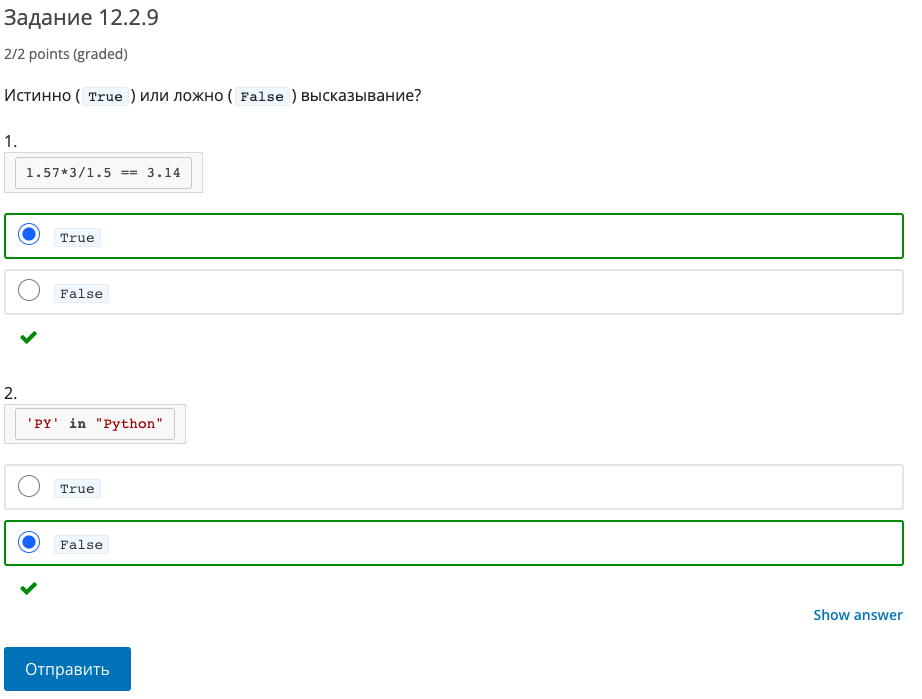 Задание 12.2.9
2/2 points (graded)
Истинно ( True ) или ложно ( False ) высказывание?
1.
1.57*3/1.5 == 3.14
True
False
2.
'PY' in "Python"
True
False
Show answer
Отправить